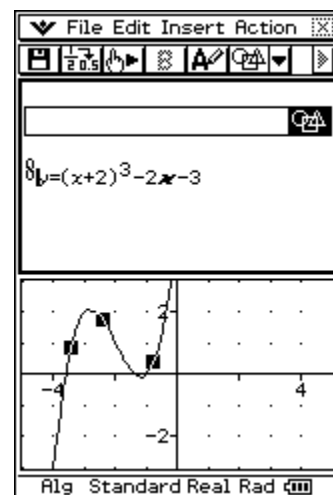 File Edit Insert Action
y=(x+2)³-2x-3
2
-4 4
-2
Alg Standard Real Rad